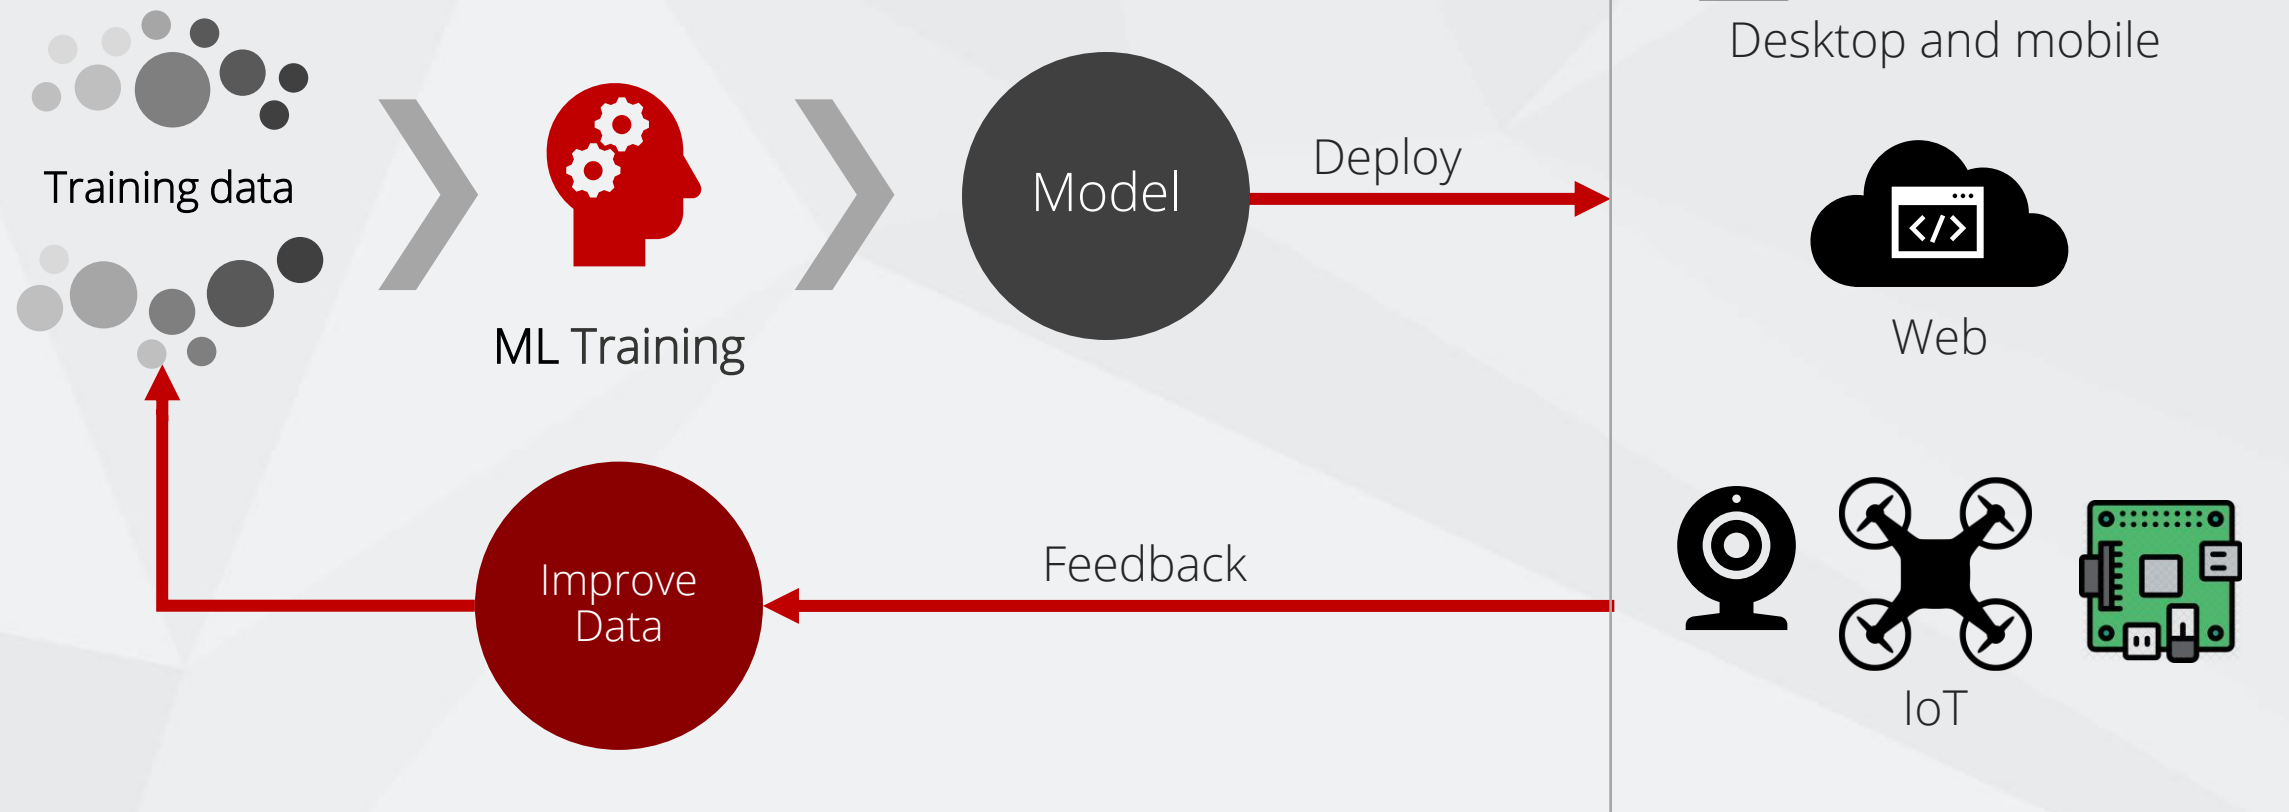 Desktop and mobile
Training data
ML Training
Model
Deploy
</>
Web
Improve
Data
Feedback
IoT